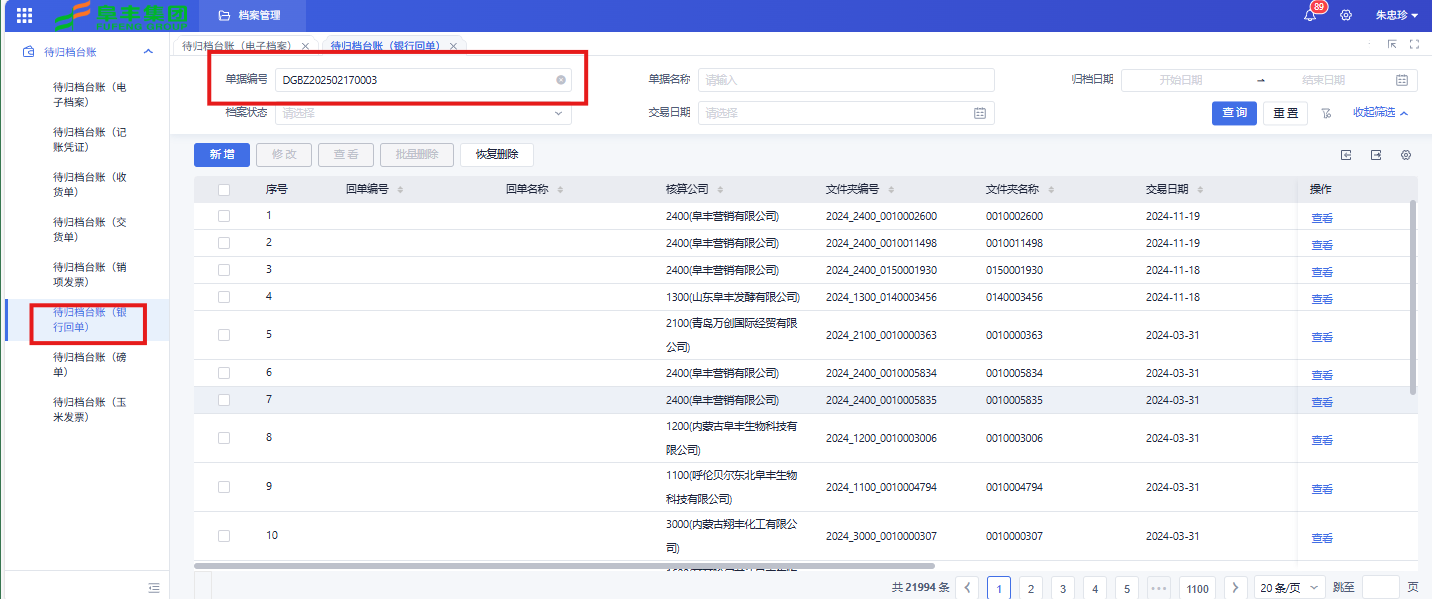 阜丰集团
FUFENG GROUP
档案管理
89
朱忠珍
待归档台账
待归档台账（电子档案）
待归档台账（银行回单）
待归档台账（电
子档案）
待归档台账（记
账凭证）
待归档台账（收
货单）
待归档台账（交
货单）
待归档台账（销
项发票）
待归档台账（银
行回单）
待归档台账（磅
单）
待归档台账（玉
米发票）
单据编号 DGBZ202502170003 单据名称 请输入 归档日期 开始日期 → 结束日期
档案状态 请选择 交易日期 请选择 查询 重置 收起筛选
新增 修改 查看 批量删除 恢复删除
序号 回单编号 回单名称 核算公司 文件夹编号 文件夹名称 交易日期 操作
1 2400(阜丰营销有限公司) 2024_2400_0010002600 0010002600 2024-11-19 查看
2 2400(阜丰营销有限公司) 2024_2400_0010011498 0010011498 2024-11-19 查看
3 2400(阜丰营销有限公司) 2024_2400_0150001930 0150001930 2024-11-18 查看
4 1300(山东阜丰发酵有限公司) 2024_1300_0140003456 0140003456 2024-11-18 查看
5 2100(青岛万创国际经贸有限
公司) 2024_2100_0010000363 0010000363 2024-03-31 查看
6 2400(阜丰营销有限公司) 2024_2400_0010005834 0010005834 2024-03-31 查看
7 2400(阜丰营销有限公司) 2024_2400_0010005835 0010005835 2024-03-31 查看
8 1200(内蒙古阜丰生物科技有
限公司) 2024_1200_0010003006 0010003006 2024-03-31 查看
9 1100(呼伦贝尔东北阜丰生物
科技有限公司) 2024_1100_0010004794 0010004794 2024-03-31 查看
10 3000(内蒙古翔丰化工有限公
司) 2024_3000_0010000307 0010000307 2024-03-31 查看
共 21994 条 1 2 3 4 5 ••• 1100 20 条/页 跳至 页